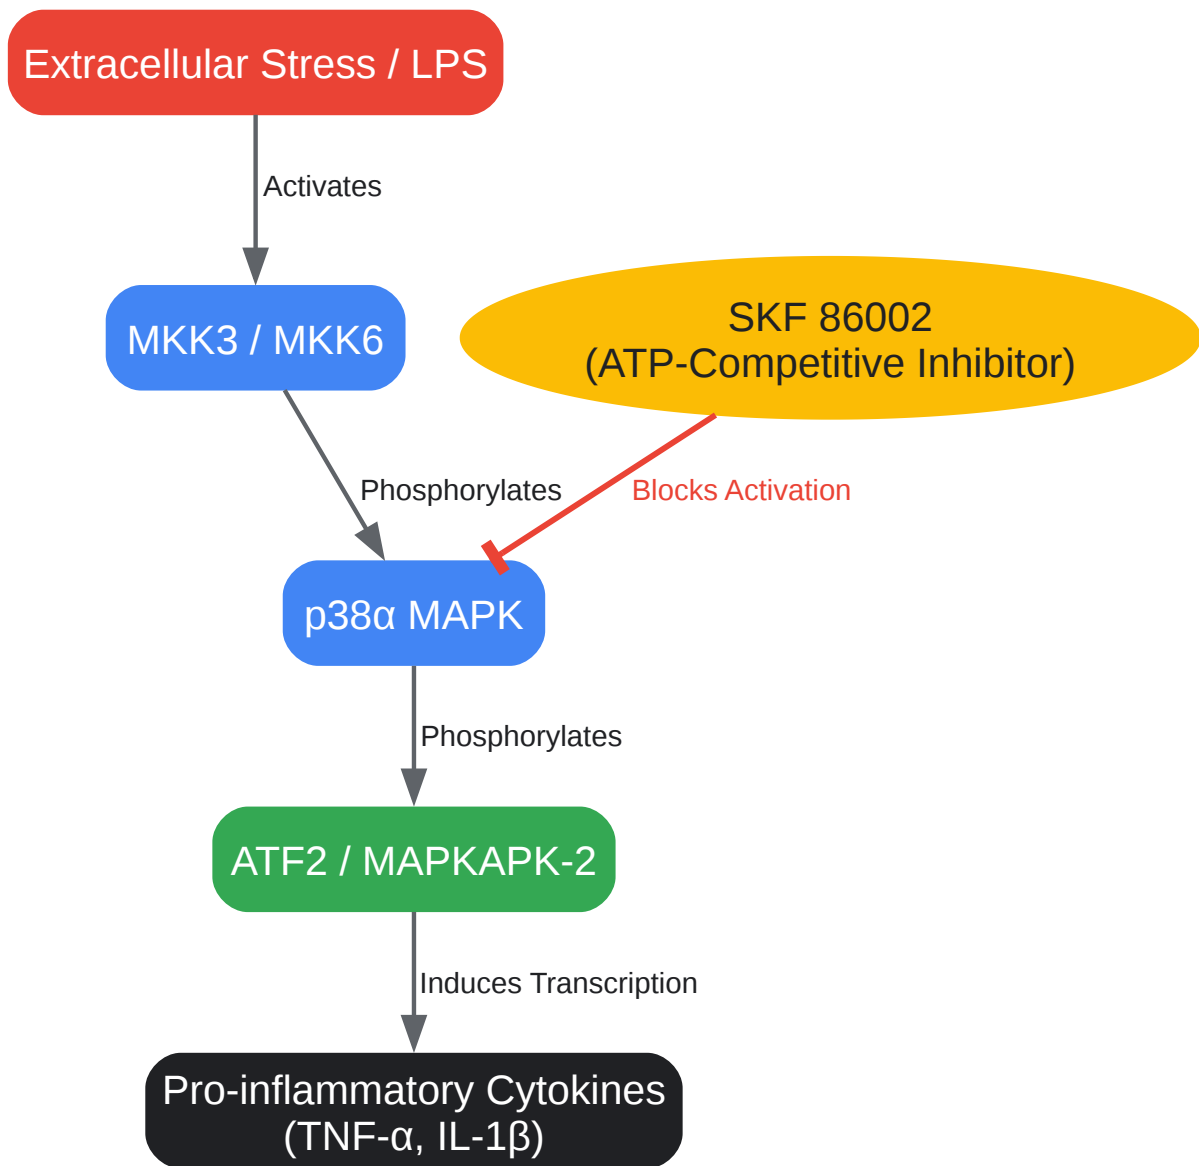 Extracellular Stress / LPS
Activates
MKK3 / MKK6
SKF 86002
(ATP-Competitive Inhibitor)
Phosphorylates
Blocks Activation
p38α MAPK
Phosphorylates
ATF2 / MAPKAPK-2
Induces Transcription
Pro-inflammatory Cytokines
(TNF-α, IL-1β)